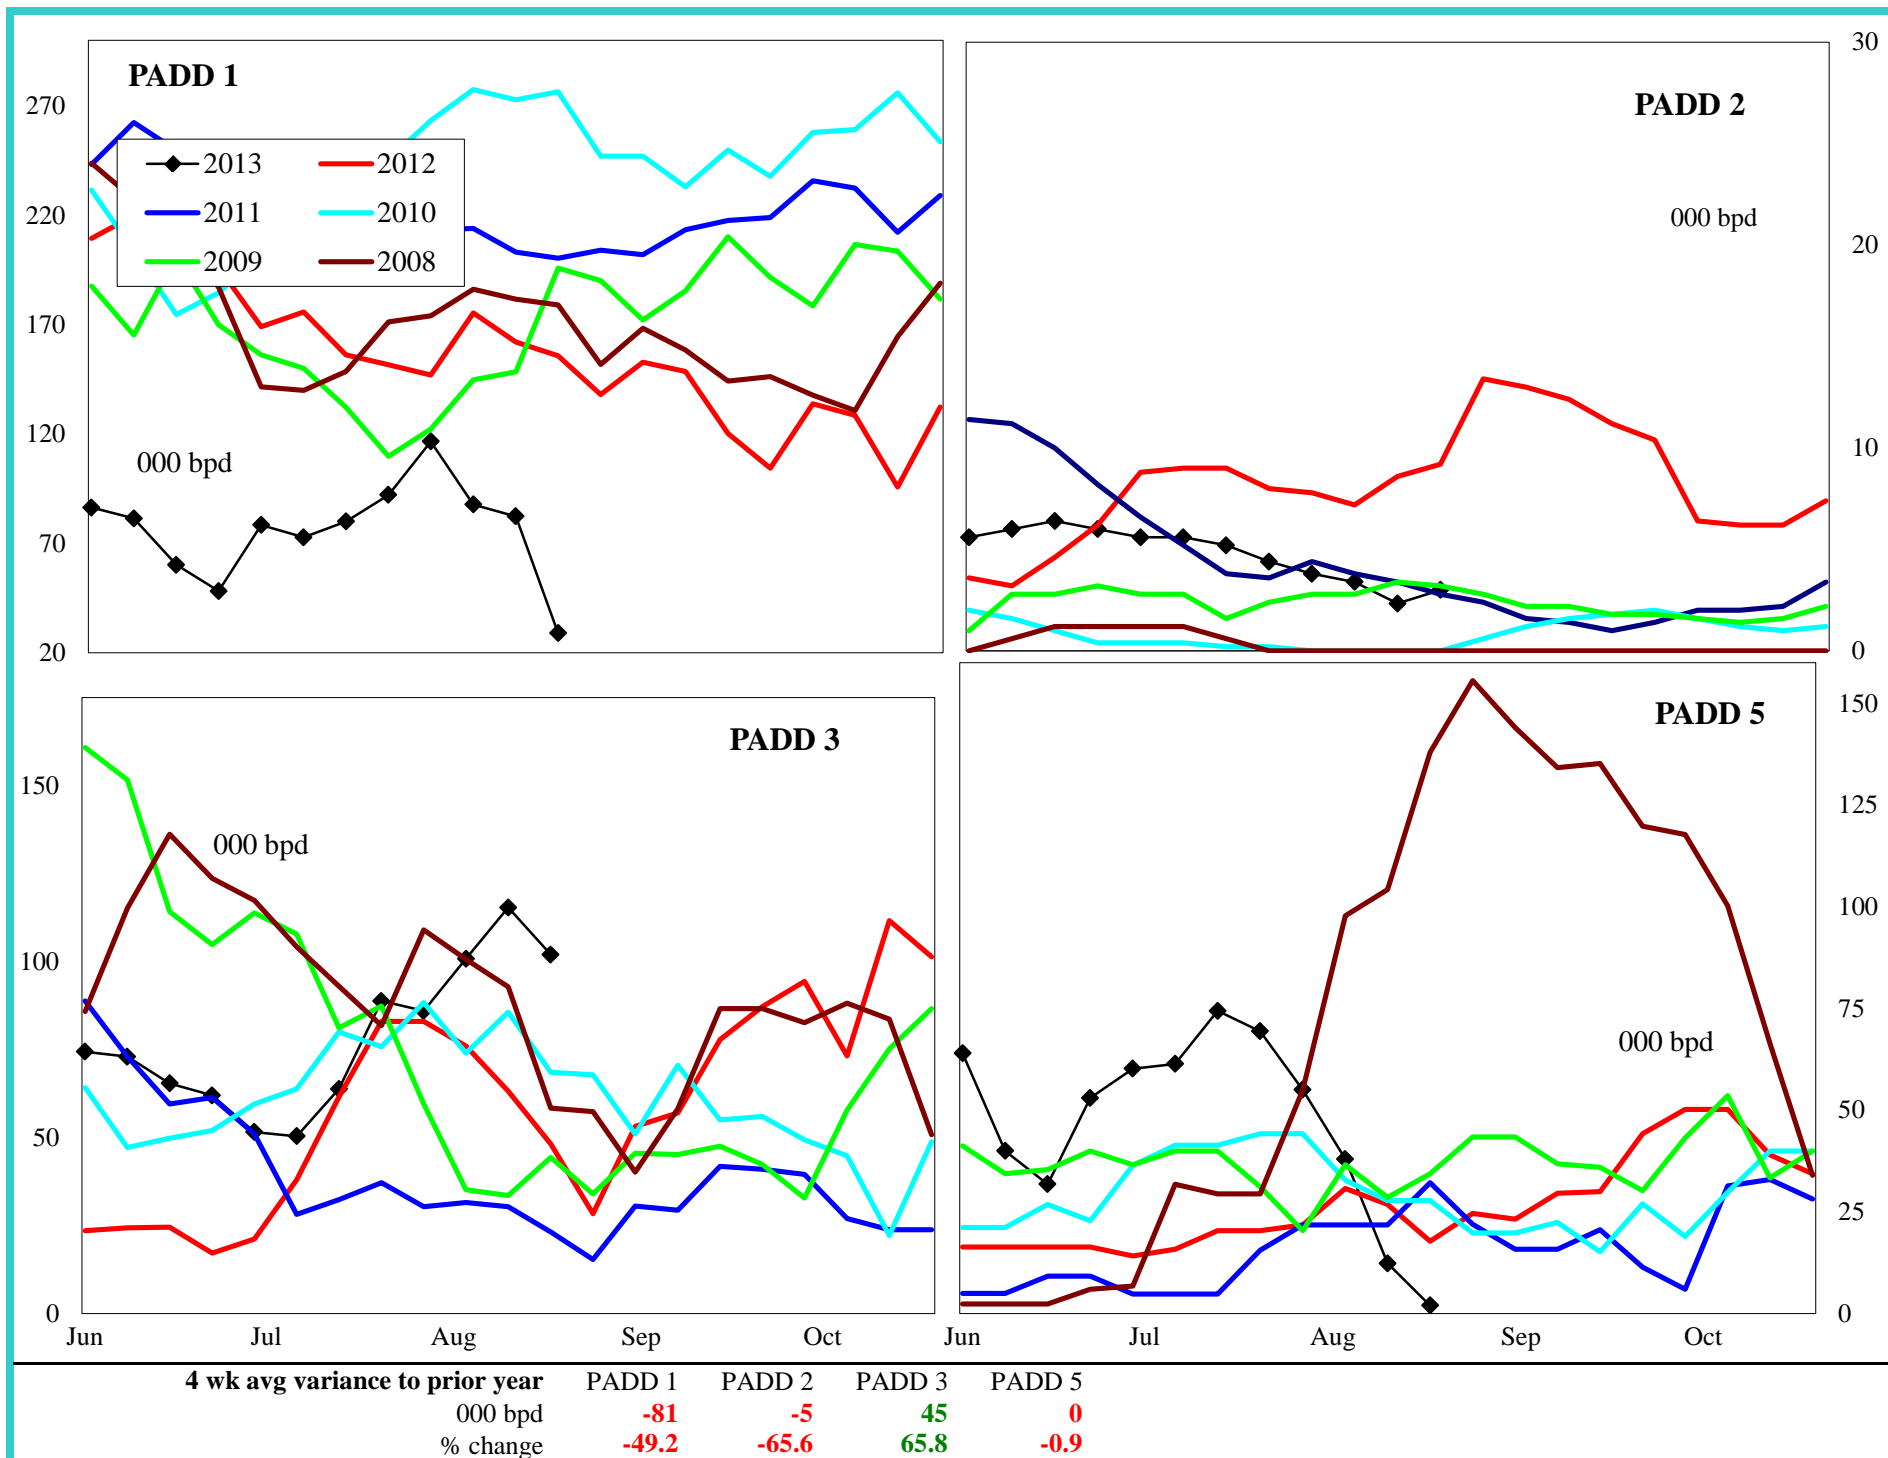 PADD 1
270
220
170
120
70
20
2013 2012
2011 2010
2009 2008
000 bpd
PADD 2
000 bpd
30
20
10
0
PADD 3
000 bpd
150
100
50
0
Jun Jul Aug Sep Oct
PADD 5
000 bpd
150
125
100
75
50
25
0
Jun Jul Aug Sep Oct
4 wk avg variance to prior year PADD 1 PADD 2 PADD 3 PADD 5
000 bpd -81 -5 45 0
% change -49.2 -65.6 65.8 -0.9